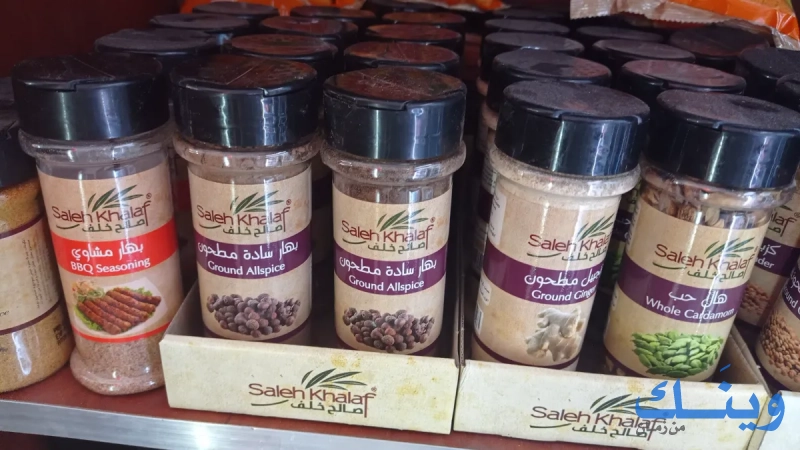 Saleh Khalaf®
صالح خلف
بهار مشاوي
BBQ Seasoning
Saleh Khalaf®
صالح خلف
بهار سادة مطحون
Ground Allspice
Saleh Khalaf®
صالح خلف
بهار سادة مطحون
Ground Allspice
Saleh Khalaf
صالح خلف
مطحون
Ground
Saleh Khalaf
صالح خلف
هال حب
Whole Cardamom
Saleh Khalaf®
صالح خلف
Saleh Khalaf
صالح خلف
وينك